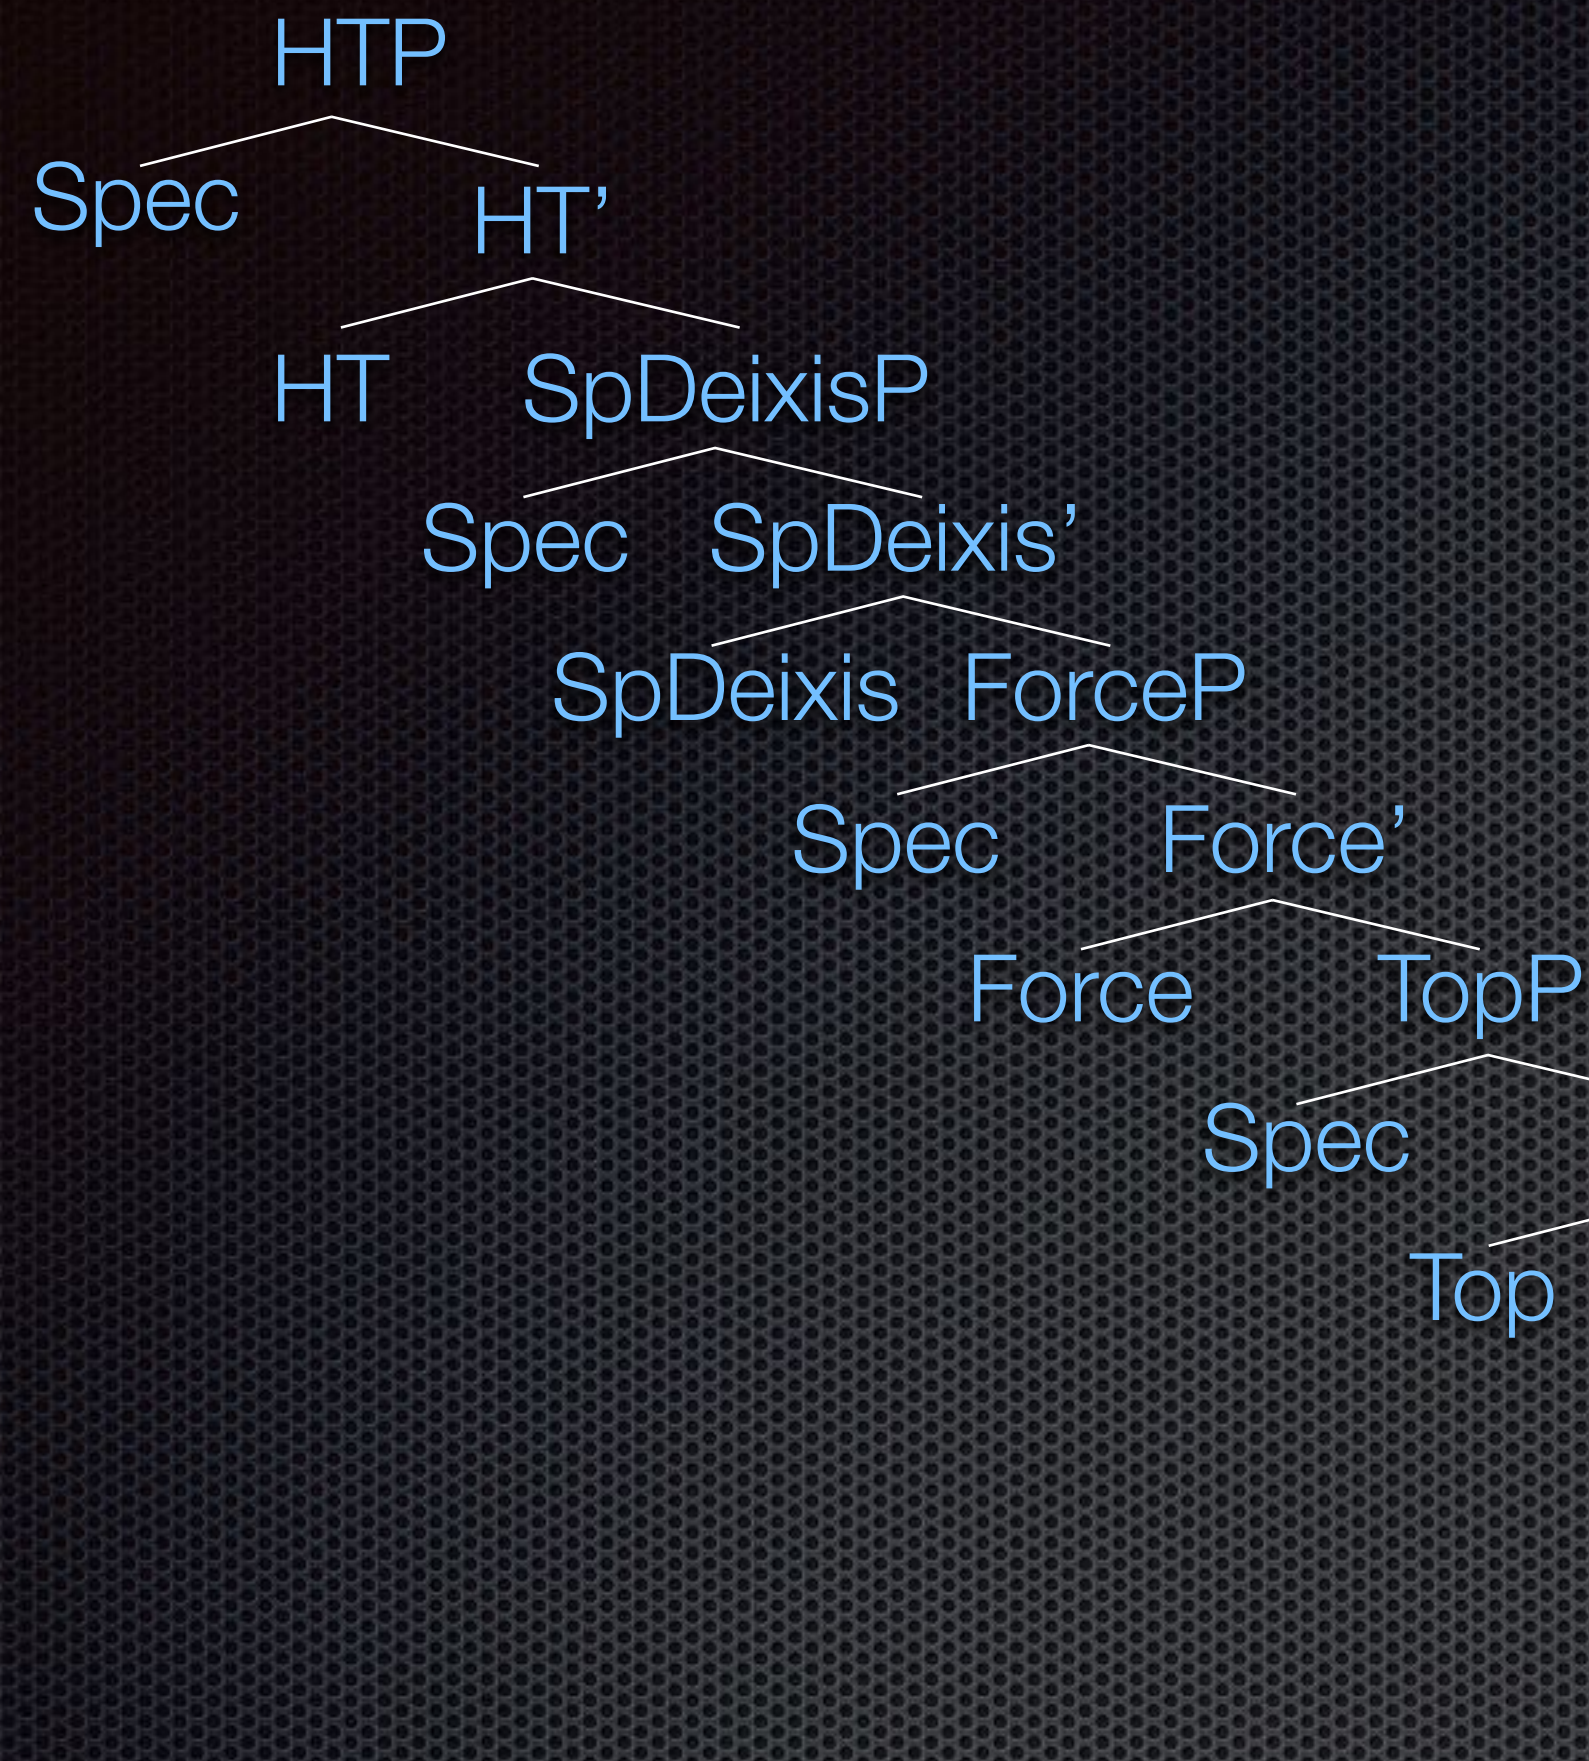 HTP
Spec HT’
HT SpDeixisP
Spec SpDeixis’
SpDeixis ForceP
Spec Force’
Force TopP
Spec
Top